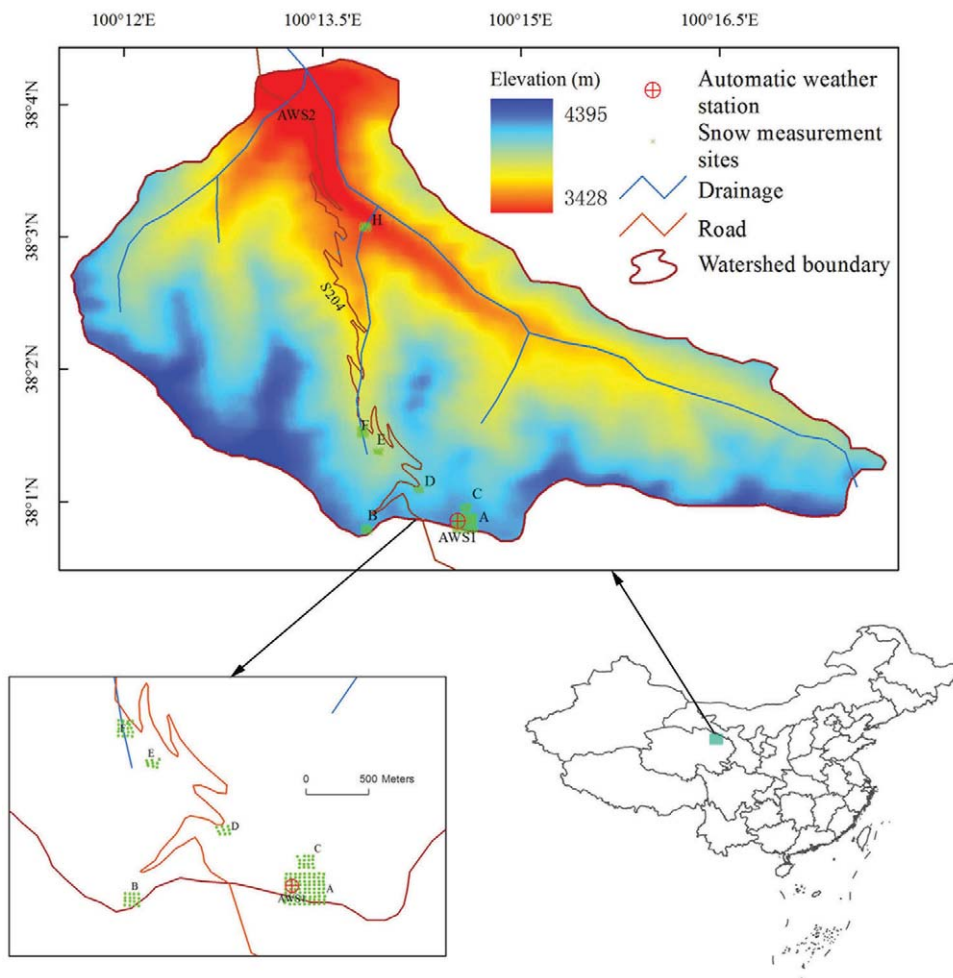 100°12'E
100°13.5'E
100°15'E
100°16.5'E
38°4'N
38°3'N
38°2'N
38°1'N
Elevation (m)
4395
3428
Automatic weather
station
Snow measurement
sites
Drainage
Road
Watershed boundary
AWS2
H
S204
F
E
D
C
B
A
AWS1
F
E
0 500 Meters
D
C
B
A
AWS1